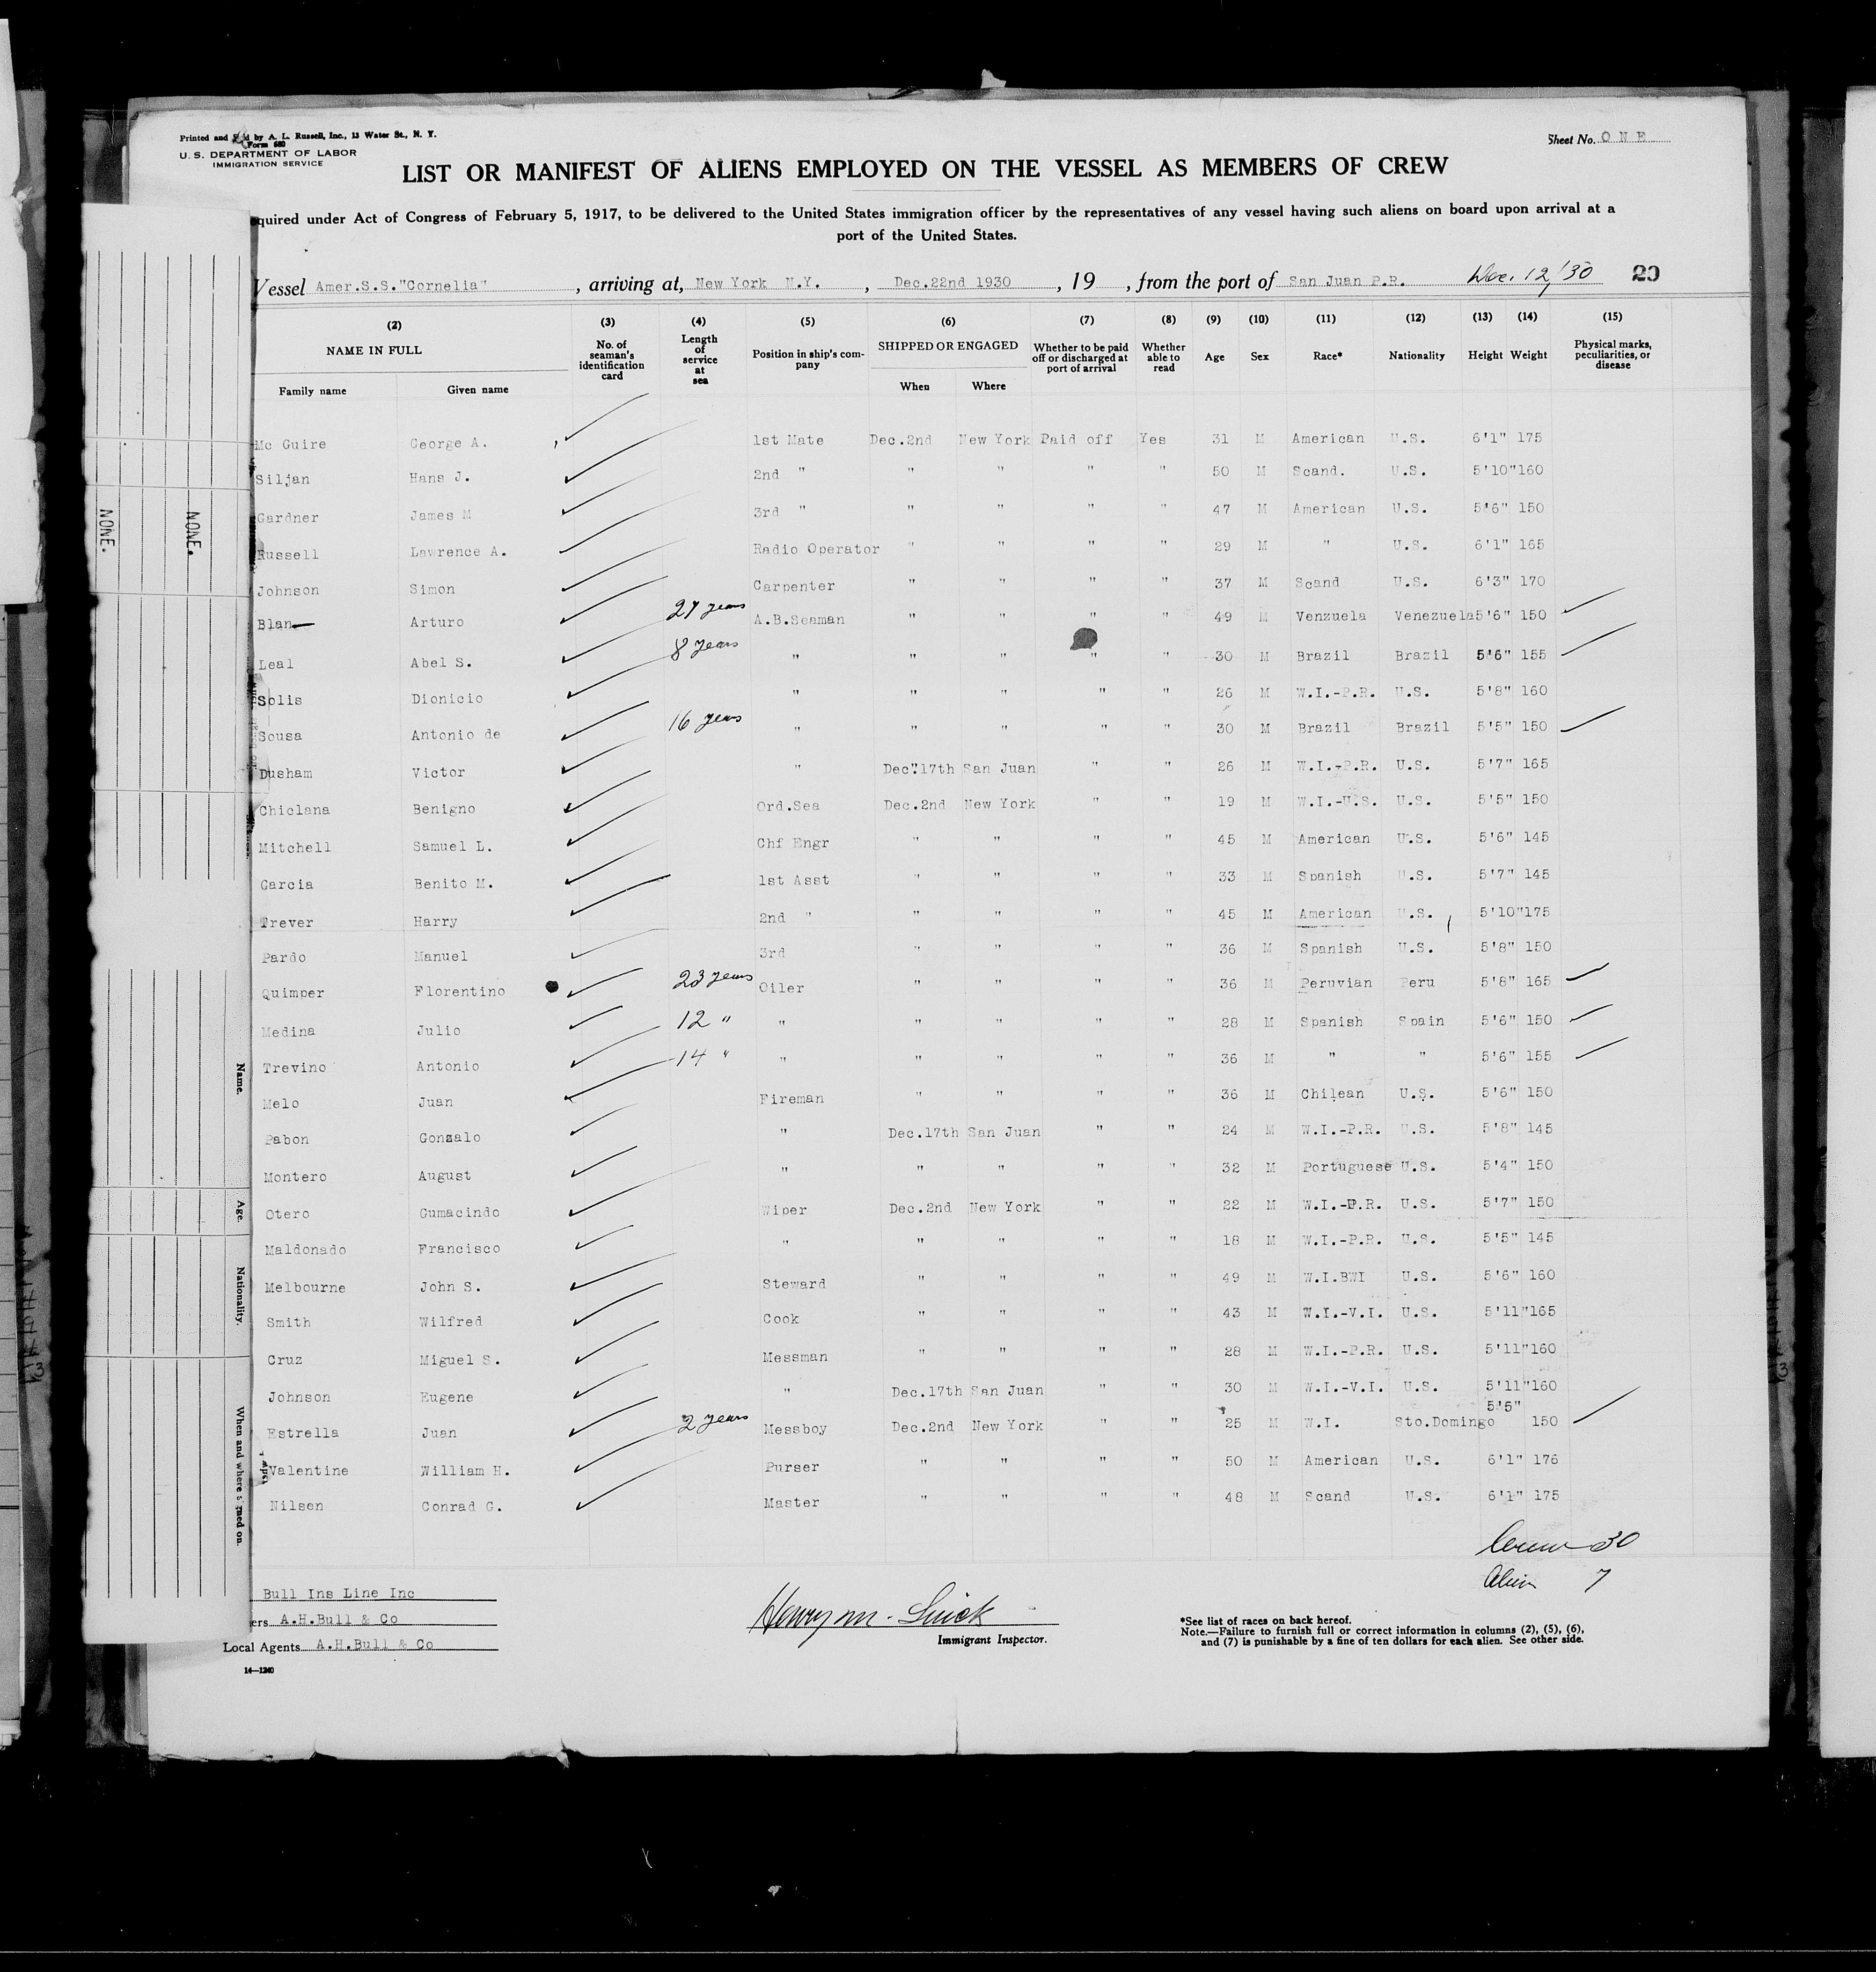 Printed and Sold by A. L. Russell, Inc., 13 Water St., N. Y.
Form 680
U. S. DEPARTMENT OF LABOR
IMMIGRATION SERVICE
Sheet No. O N E
LIST OR MANIFEST OF ALIENS EMPLOYED ON THE VESSEL AS MEMBERS OF CREW
quired under Act of Congress of February 5, 1917, to be delivered to the United States immigration officer by the representatives of any vessel having such aliens on board upon arrival at a
port of the United States.
Vessel Amer.S.S."Cornelia" , arriving at, New York N.Y. , Dec.22nd 1930 , 19 , from the port of San Juan P.R. Dec. 12/30 20
(2) (3) (4) (5) (6) (7) (8) (9) (10) (11) (12) (13) (14) (15)
NAME IN FULL No. of seaman's identification card Length of service at sea Position in ship's company SHIPPED OR ENGAGED Whether to be paid off or discharged at port of arrival Whether able to read Age Sex Race* Nationality Height Weight Physical marks, peculiarities, or disease
Family name Given name When Where
Mc Guire George A. 1st Mate Dec.2nd New York Paid off Yes 31 M American U.S. 6'1" 175
Siljan Hans J. 2nd " " " " " 50 M Scand. U.S. 5'10" 160
Gardner James M 3rd " " " " " 47 M American U.S. 5'6" 150
Russell Lawrence A. Radio Operator " " " " 29 M " U.S. 6'1" 165
Johnson Simon Carpenter " " " " 37 M Scand U.S. 6'3" 170
Blan Arturo 27 years A.B.Seaman " " " " 49 M Venzuela Venezuela 5'6" 150
Leal Abel S. 8 years " " " " " 30 M Brazil Brazil 5'6" 155
Solis Dionicio " " " " " 26 M W.I.-P.R. U.S. 5'8" 160
Sousa Antonio de 16 years " " " " " 30 M Brazil Brazil 5'5" 150
Dusham Victor " Dec.17th San Juan " " 26 M W.I.-P.R. U.S. 5'7" 165
Chiclana Benigno Ord.Sea Dec.2nd New York " " 19 M W.I.-U.S. U.S. 5'5" 150
Mitchell Samuel L. Chf Engr " " " " 45 M American U.S. 5'6" 145
Garcia Benito M. 1st Asst " " " " 33 M Spanish U.S. 5'7" 145
Trever Harry 2nd " " " " " 45 M American U.S. 5'10" 175
Pardo Manuel 3rd " " " " 36 M Spanish U.S. 5'8" 150
Quimper Florentino 23 years Oiler " " " " 36 M Peruvian Peru 5'8" 165
Medina Julio 12 " " " " " " 28 M Spanish Spain 5'6" 150
Trevino Antonio 14 " " " " " " 36 M " " 5'6" 155
Melo Juan Fireman " " " " 36 M Chilean U.S. 5'6" 150
Pabon Gonzalo " Dec.17th San Juan " " 24 M W.I.-P.R. U.S. 5'8" 145
Montero August " " " " " 32 M Portuguese U.S. 5'4" 150
Otero Gumacindo Wiper Dec.2nd New York " " 22 M W.I.-P.R. U.S. 5'7" 150
Maldonado Francisco " " " " " 18 M W.I.-P.R. U.S. 5'5" 145
Melbourne John S. Steward " " " " 49 M W.I.BWI U.S. 5'6" 160
Smith Wilfred Cook " " " " 43 M W.I.-V.I. U.S. 5'11" 165
Cruz Miguel S. Messman " " " " 28 M W.I.-P.R. U.S. 5'11" 160
Johnson Eugene " Dec.17th San Juan " " 30 M W.I.-V.I. U.S. 5'11" 160
Estrella Juan 2 years Messboy Dec.2nd New York " " 25 M W.I. Sto.Domingo 5'5" 150
Valentine William H. Purser " " " " 50 M American U.S. 6'1" 176
Nilsen Conrad G. Master " " " " 48 M Scand U.S. 6'1" 175
Crew 30
Alien 7
Bull Ins Line Inc
ers A.H.Bull & Co
Local Agents A.H.Bull & Co
14—1240
Immigrant Inspector.
*See list of races on back hereof.
Note.—Failure to furnish full or correct information in columns (2), (5), (6),
and (7) is punishable by a fine of ten dollars for each alien. See other side.
NONE.
NONE.
Name.
Age.
Nationality.
When and where